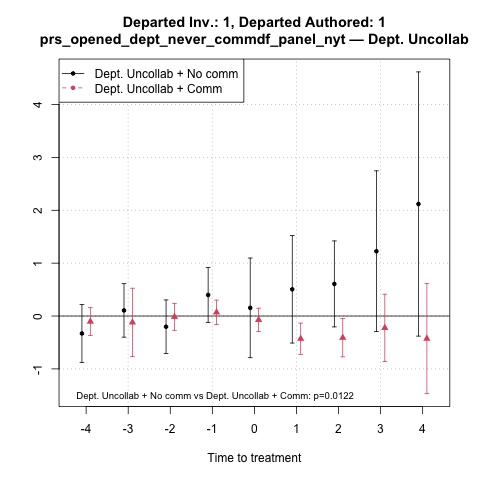 Departed Inv.: 1, Departed Authored: 1
prs_opened_dept_never_commdf_panel_nyt — Dept. Uncollab
Dept. Uncollab + No comm
Dept. Uncollab + Comm
4
3
2
1
0
-1
Dept. Uncollab + No comm vs Dept. Uncollab + Comm: p=0.0122
-4 -3 -2 -1 0 1 2 3 4
Time to treatment